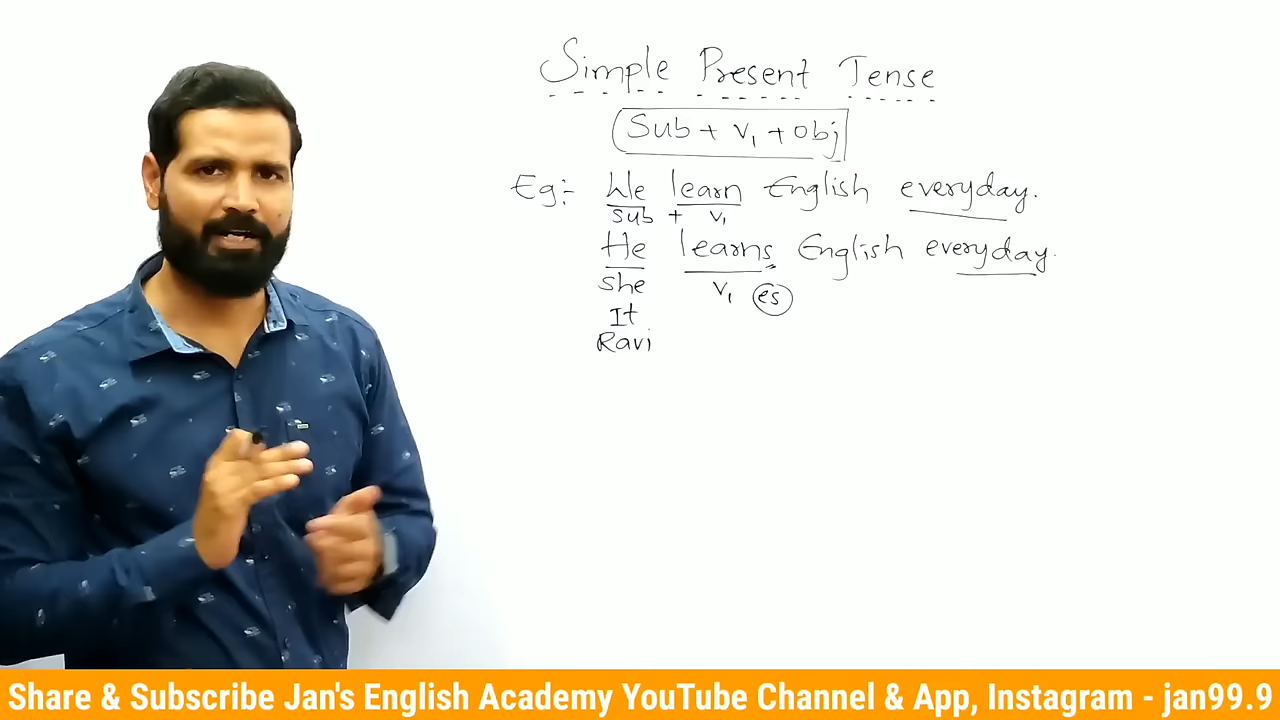 Simple Present Tense
Sub + V₁ + Obj
Eg:- We learn English everyday.
Sub + V₁
He learns English everyday.
she V₁ es
It
Ravi
Share & Subscribe Jan's English Academy YouTube Channel & App, Instagram - jan99.9